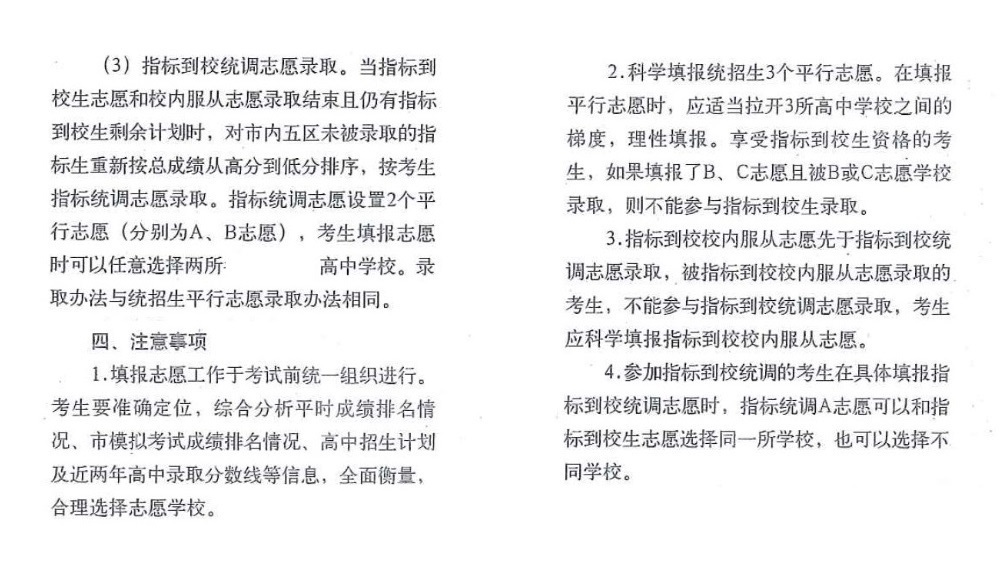 （3）指标到校统调志愿录取。当指标到
校生志愿和校内服从志愿录取结束且仍有指标
到校生剩余计划时，对市内五区未被录取的指
标生重新按总成绩从高分到低分排序，按考生
指标统调志愿录取。指标统调志愿设置2个平
行志愿（分别为A、B志愿），考生填报志愿
时可以任意选择两所 高中学校。录
取办法与统招生平行志愿录取办法相同。
四、注意事项
1.填报志愿工作于考试前统一组织进行。
考生要准确定位，综合分析平时成绩排名情
况、市模拟考试成绩排名情况、高中招生计划
及近两年高中录取分数线等信息，全面衡量，
合理选择志愿学校。
2.科学填报统招生3个平行志愿。在填报
平行志愿时，应适当拉开3所高中学校之间的
梯度，理性填报。享受指标到校生资格的考
生，如果填报了B、C志愿且被B或C志愿学校
录取，则不能参与指标到校生录取。
3.指标到校校内服从志愿先于指标到校统
调志愿录取，被指标到校校内服从志愿录取的
考生，不能参与指标到校统调志愿录取，考生
应科学填报指标到校校内服从志愿。
4.参加指标到校统调的考生在具体填报指
标到校统调志愿时，指标统调A志愿可以和指
标到校生志愿选择同一所学校，也可以选择不
同学校。